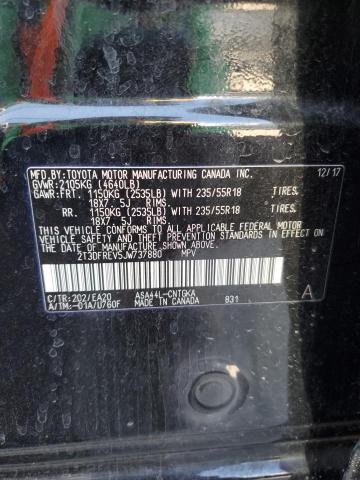 MFD.BY:TOYOTA MOTOR MANUFACTURING CANADA INC. 12/17
GVWR:2105KG (4640LB)
GAWR:FRT. 1150KG (2535LB) WITH 235/55R18 TIRES,
18X7.5J RIMS
RR. 1150KG (2535LB) WITH 235/55R18 TIRES,
18X7.5J RIMS
THIS VEHICLE CONFORMS TO ALL APPLICABLE FEDERAL MOTOR
VEHICLE SAFETY, BUMPER, AND THEFT PREVENTION STANDARDS
IN EFFECT ON THE DATE OF MANUFACTURE SHOWN ABOVE.
2T3DFREV5JW737880 MPV
C/TR:202/EA20 ASA44L-CNTGKA
A/TM:-01A/U760F MADE IN CANADA 831 A